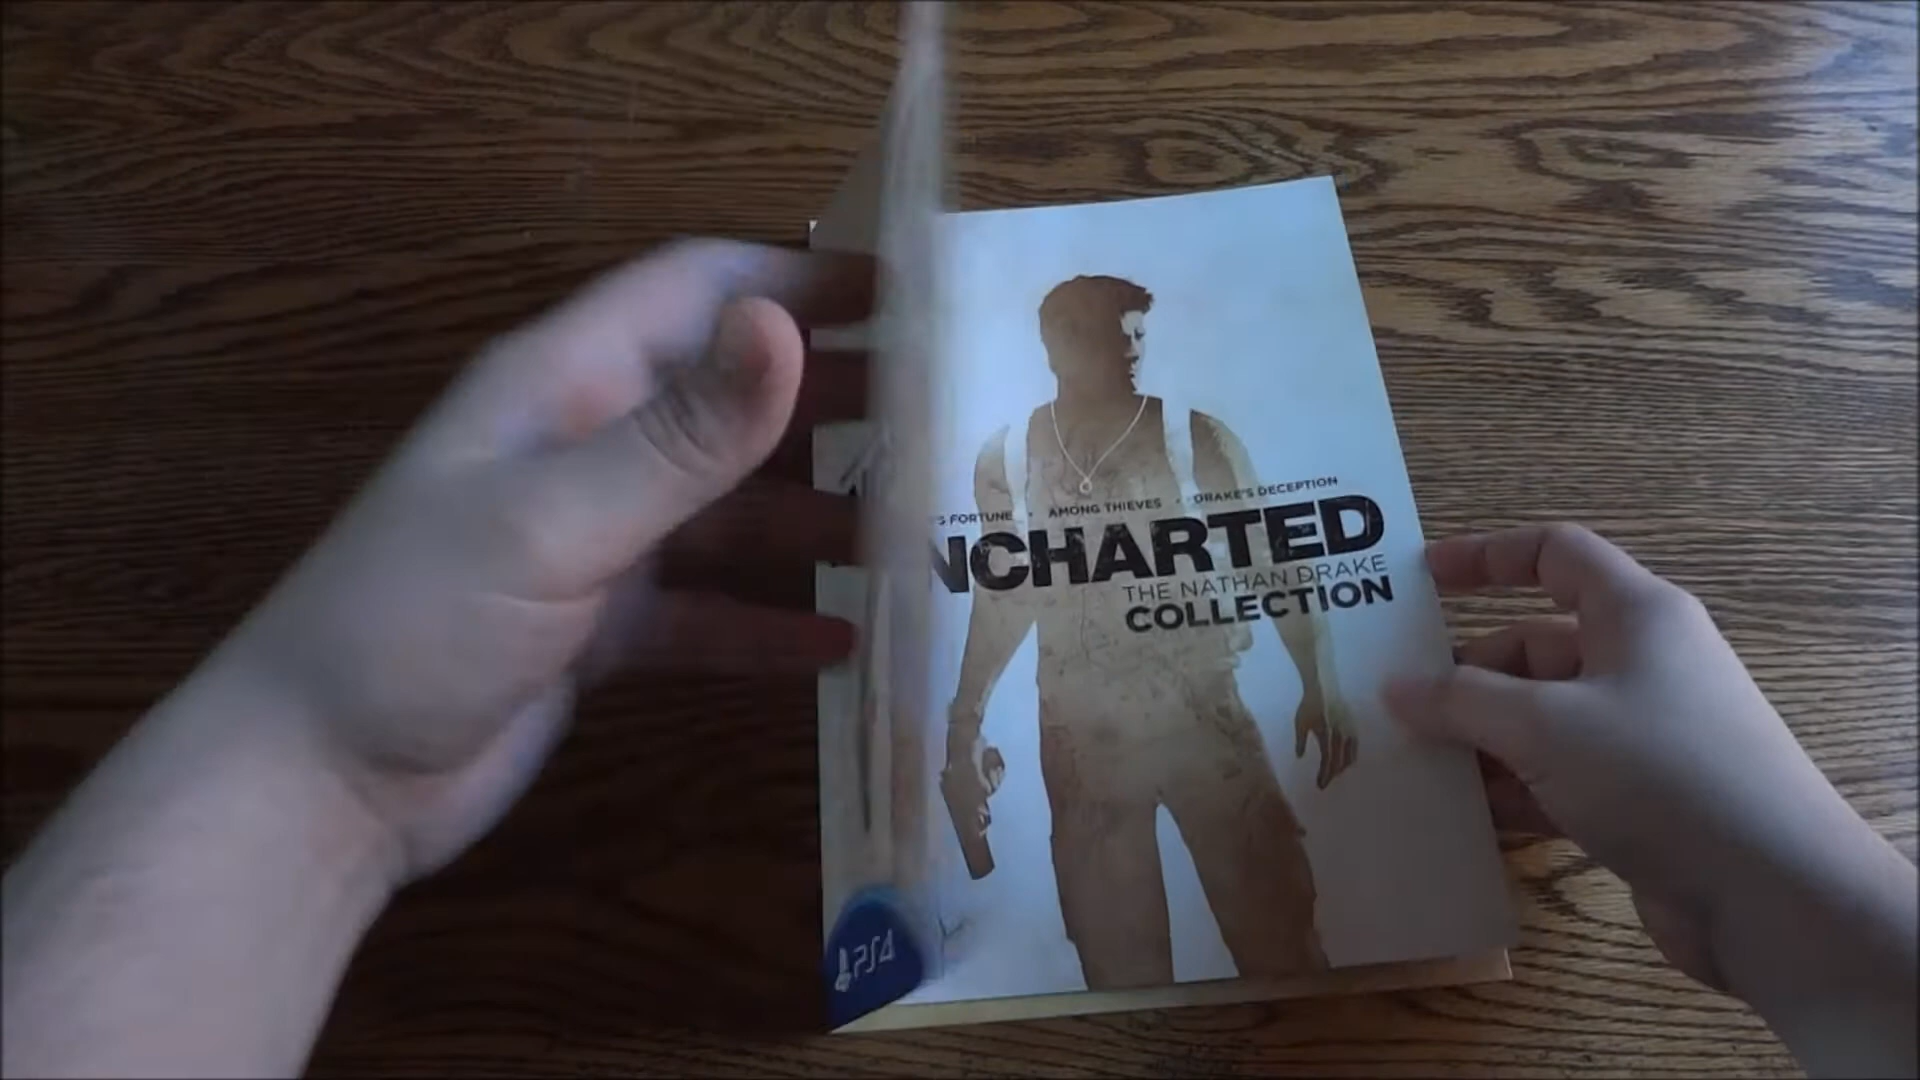 'S FORTUNE • AMONG THIEVES • DRAKE'S DECEPTION
NCHARTED
THE NATHAN DRAKE
COLLECTION
PS4